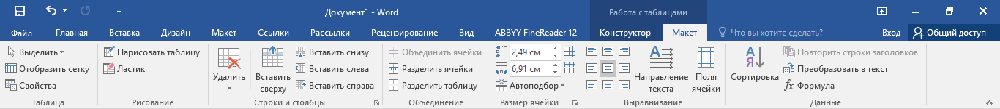 Документ1 - Word
Работа с таблицами
Файл Главная Вставка Дизайн Макет Ссылки Рассылки Рецензирование Вид ABBYY FineReader 12 Конструктор Макет Что вы хотите сделать? Вход Общий доступ
Выделить
Отобразить сетку
Свойства
Таблица
Нарисовать таблицу
Ластик
Рисование
Удалить
Вставить
сверху
Вставить снизу
Вставить слева
Вставить справа
Строки и столбцы
Объединить ячейки
Разделить ячейки
Разделить таблицу
Объединение
2,49 см
6,91 см
Автоподбор
Размер ячейки
Направление
текста
Поля
ячейки
Выравнивание
А
Я
Сортировка
Повторить строки заголовков
Преобразовать в текст
fx Формула
Данные